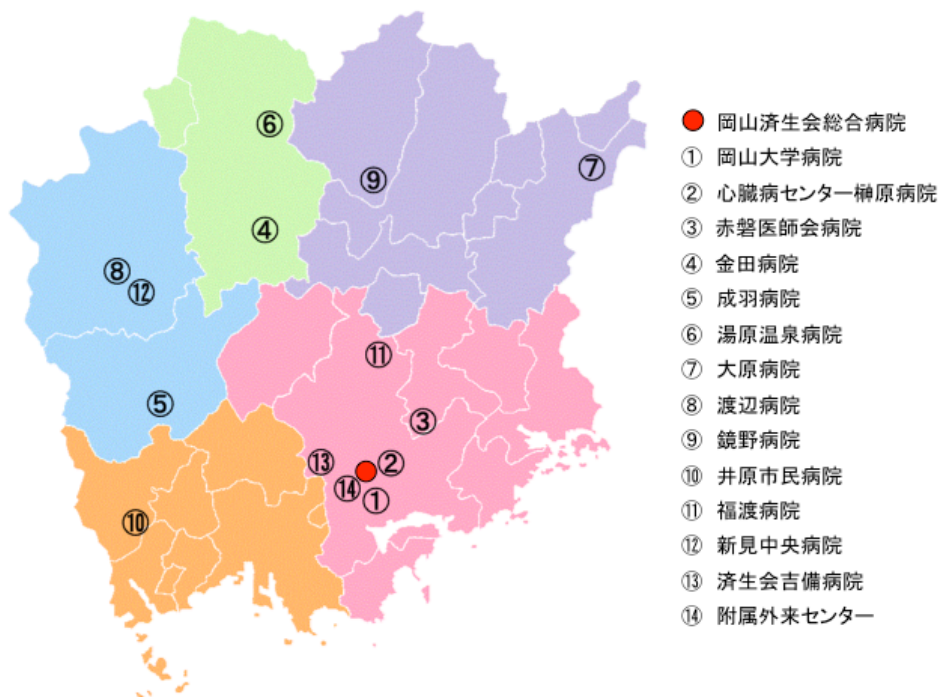 ⑥
⑨
⑦
④
⑧
⑫
⑪
⑤
③
⑬
②
⑭
①
⑩
岡山済生会総合病院
① 岡山大学病院
② 心臓病センター榊原病院
③ 赤磐医師会病院
④ 金田病院
⑤ 成羽病院
⑥ 湯原温泉病院
⑦ 大原病院
⑧ 渡辺病院
⑨ 鏡野病院
⑩ 井原市民病院
⑪ 福渡病院
⑫ 新見中央病院
⑬ 済生会吉備病院
⑭ 附属外来センター